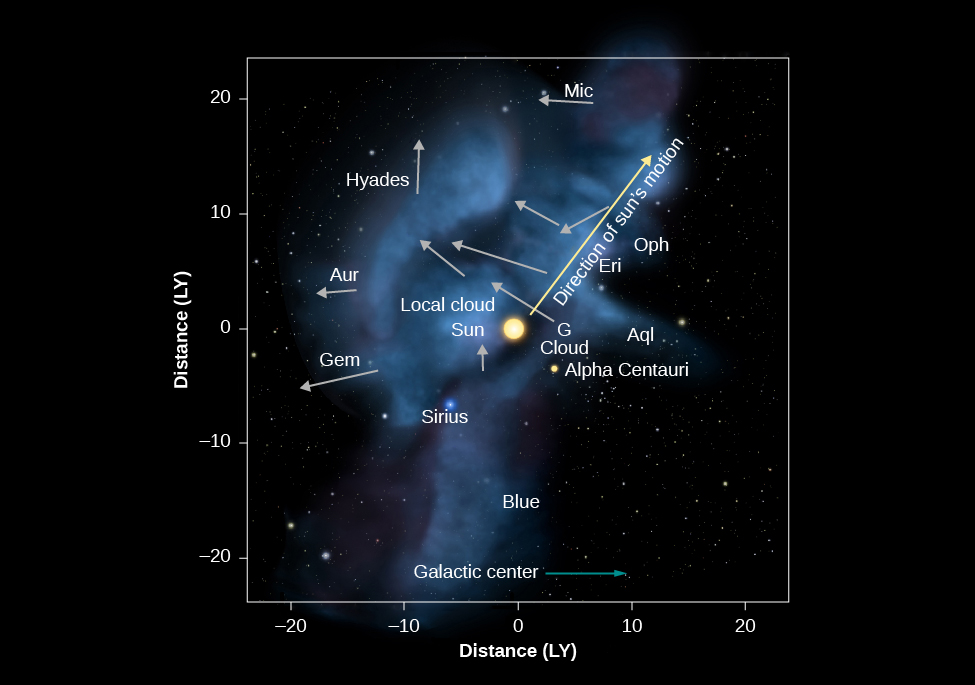 20
10
0
–10
–20
Distance (LY)
Mic
Hyades
Direction of sun's motion
Oph
Eri
Aur
Local cloud
Sun
G
Cloud
Aql
Gem
Alpha Centauri
Sirius
Blue
Galactic center
–20
–10
0
10
20
Distance (LY)